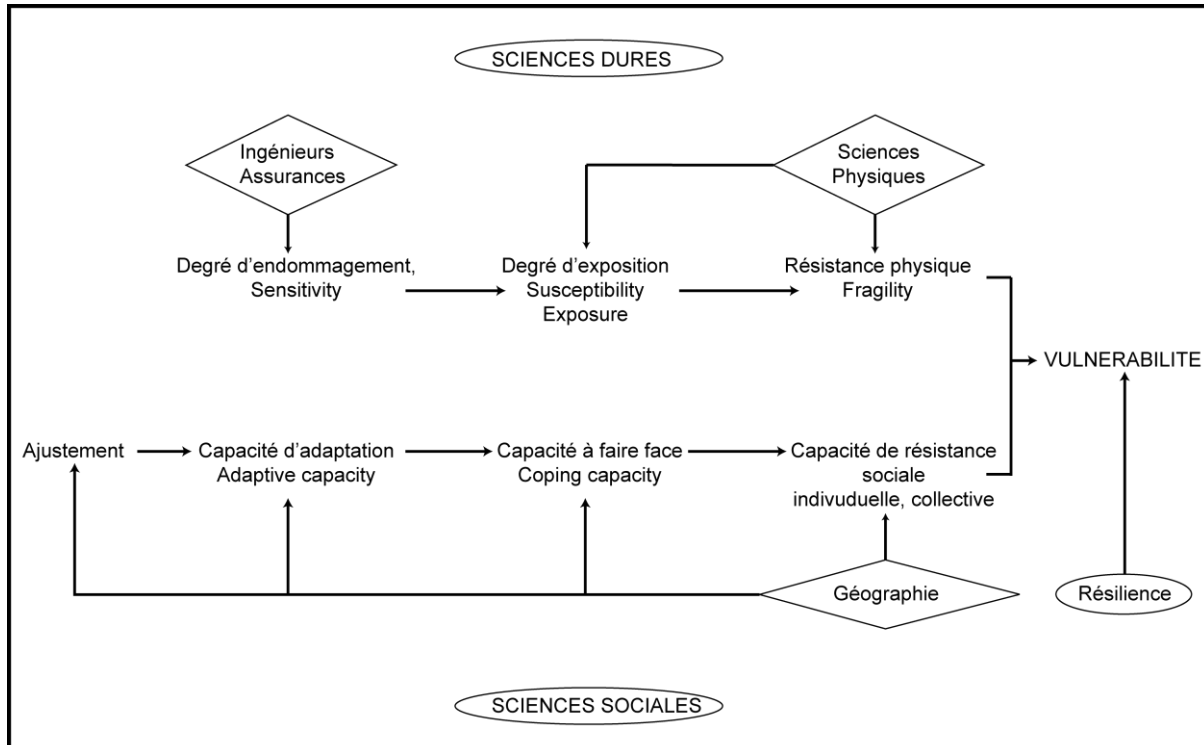 SCIENCES DURES
Ingénieurs
Assurances
Sciences
Physiques
Degré d'endommagement,
Sensitivity
Degré d'exposition
Susceptibility
Exposure
Résistance physique
Fragility
VULNERABILITE
Ajustement
Capacité d'adaptation
Adaptive capacity
Capacité à faire face
Coping capacity
Capacité de résistance
sociale
indivuduelle, collective
Géographie
Résilience
SCIENCES SOCIALES